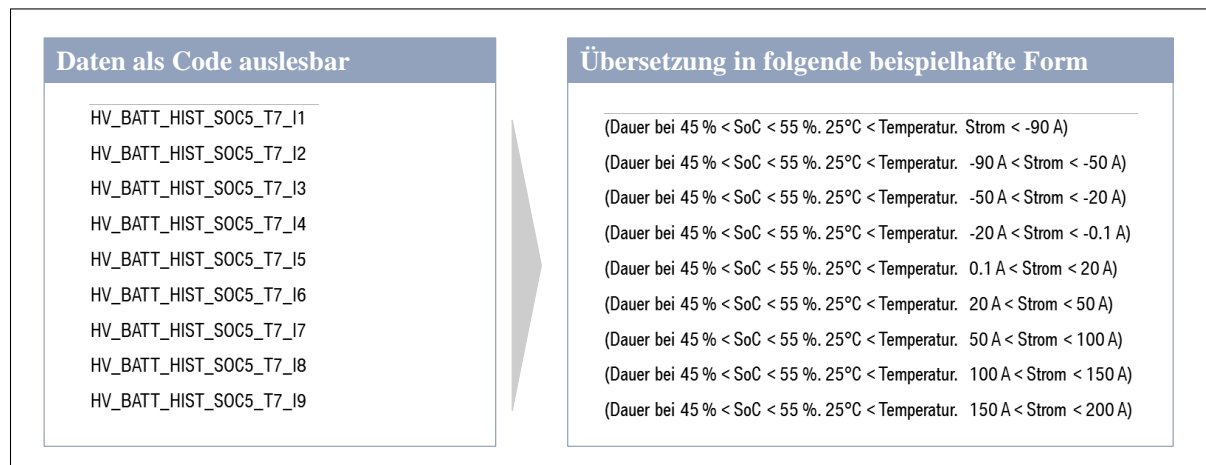 Daten als Code auslesbar
HV_BATT_HIST_SOC5_T7_I1
HV_BATT_HIST_SOC5_T7_I2
HV_BATT_HIST_SOC5_T7_I3
HV_BATT_HIST_SOC5_T7_I4
HV_BATT_HIST_SOC5_T7_I5
HV_BATT_HIST_SOC5_T7_I6
HV_BATT_HIST_SOC5_T7_I7
HV_BATT_HIST_SOC5_T7_I8
HV_BATT_HIST_SOC5_T7_I9
Übersetzung in folgende beispielhafte Form
(Dauer bei 45 % < SoC < 55 %. 25°C < Temperatur. Strom < -90 A)
(Dauer bei 45 % < SoC < 55 %. 25°C < Temperatur. -90 A < Strom < -50 A)
(Dauer bei 45 % < SoC < 55 %. 25°C < Temperatur. -50 A < Strom < -20 A)
(Dauer bei 45 % < SoC < 55 %. 25°C < Temperatur. -20 A < Strom < -0.1 A)
(Dauer bei 45 % < SoC < 55 %. 25°C < Temperatur. 0.1 A < Strom < 20 A)
(Dauer bei 45 % < SoC < 55 %. 25°C < Temperatur. 20 A < Strom < 50 A)
(Dauer bei 45 % < SoC < 55 %. 25°C < Temperatur. 50 A < Strom < 100 A)
(Dauer bei 45 % < SoC < 55 %. 25°C < Temperatur. 100 A < Strom < 150 A)
(Dauer bei 45 % < SoC < 55 %. 25°C < Temperatur. 150 A < Strom < 200 A)